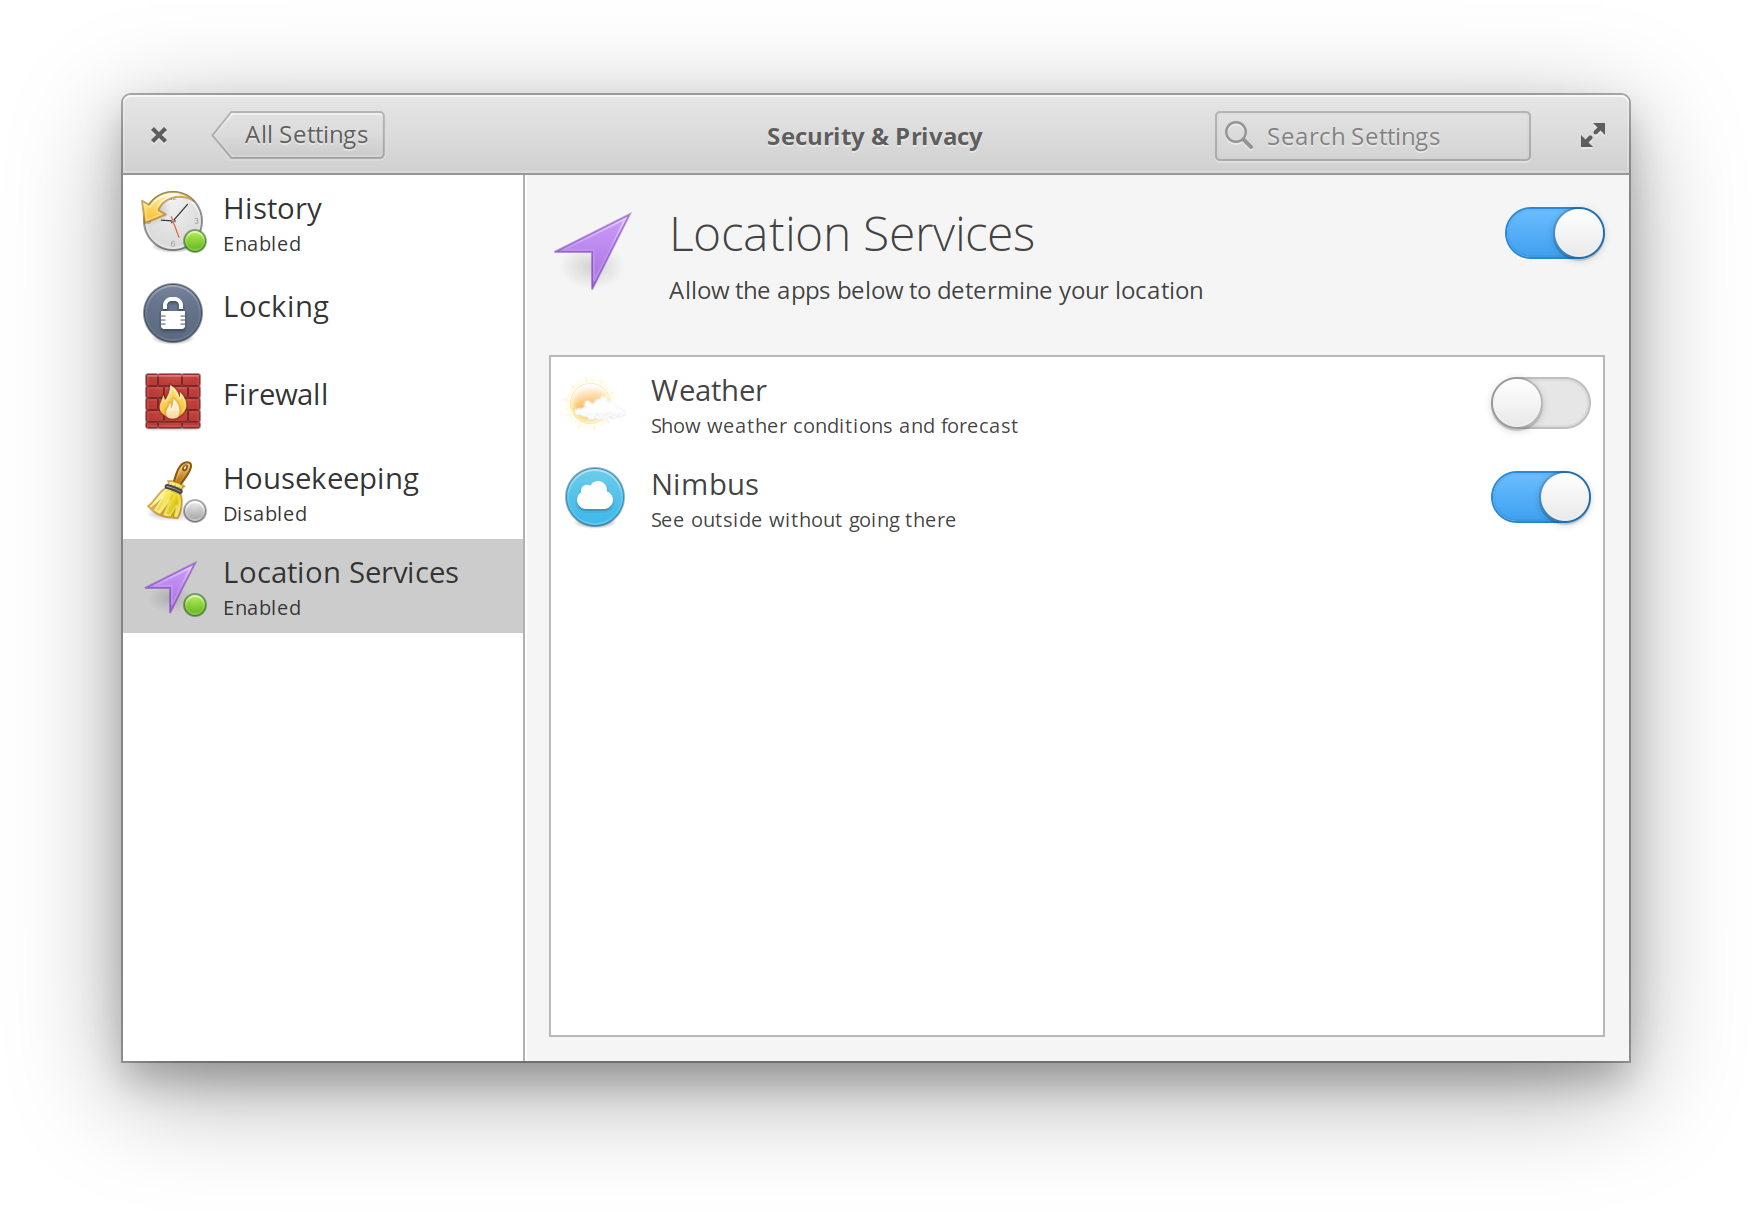 All Settings
Security & Privacy
Search Settings
History
Enabled
Locking
Firewall
Housekeeping
Disabled
Location Services
Enabled
Location Services
Allow the apps below to determine your location
Weather
Show weather conditions and forecast
Nimbus
See outside without going there